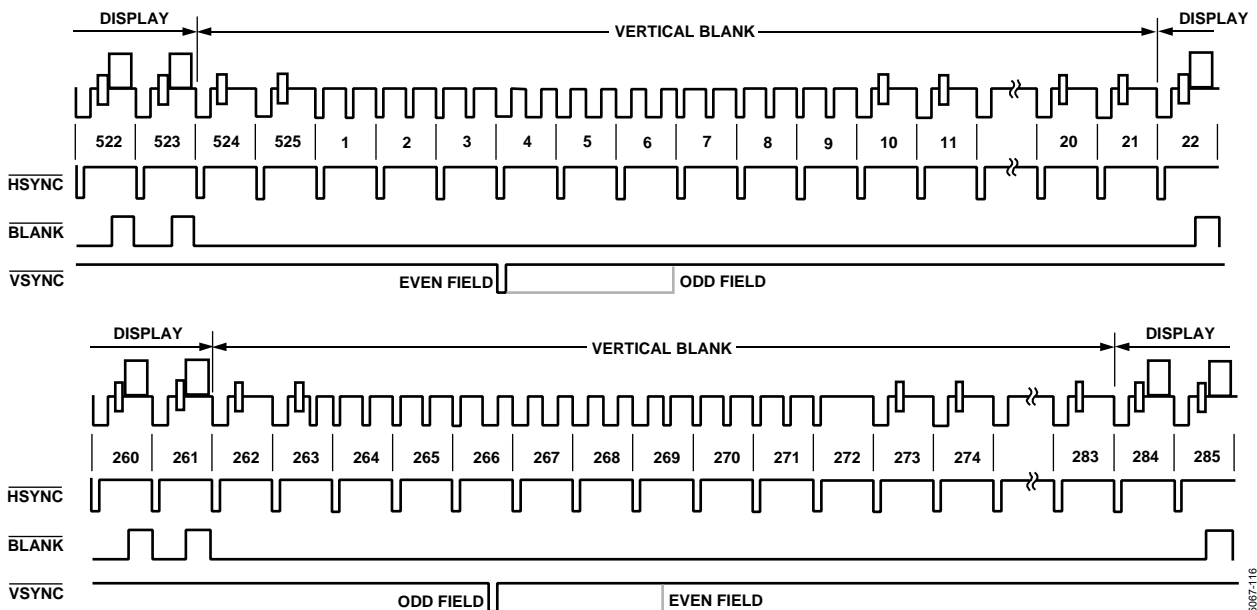 DISPLAY VERTICAL BLANK DISPLAY
522 523 524 525 1 2 3 4 5 6 7 8 9 10 11 20 21 22
HSYNC
BLANK
VSYNC EVEN FIELD ODD FIELD
DISPLAY VERTICAL BLANK DISPLAY
260 261 262 263 264 265 266 267 268 269 270 271 272 273 274 283 284 285
HSYNC
BLANK
VSYNC ODD FIELD EVEN FIELD